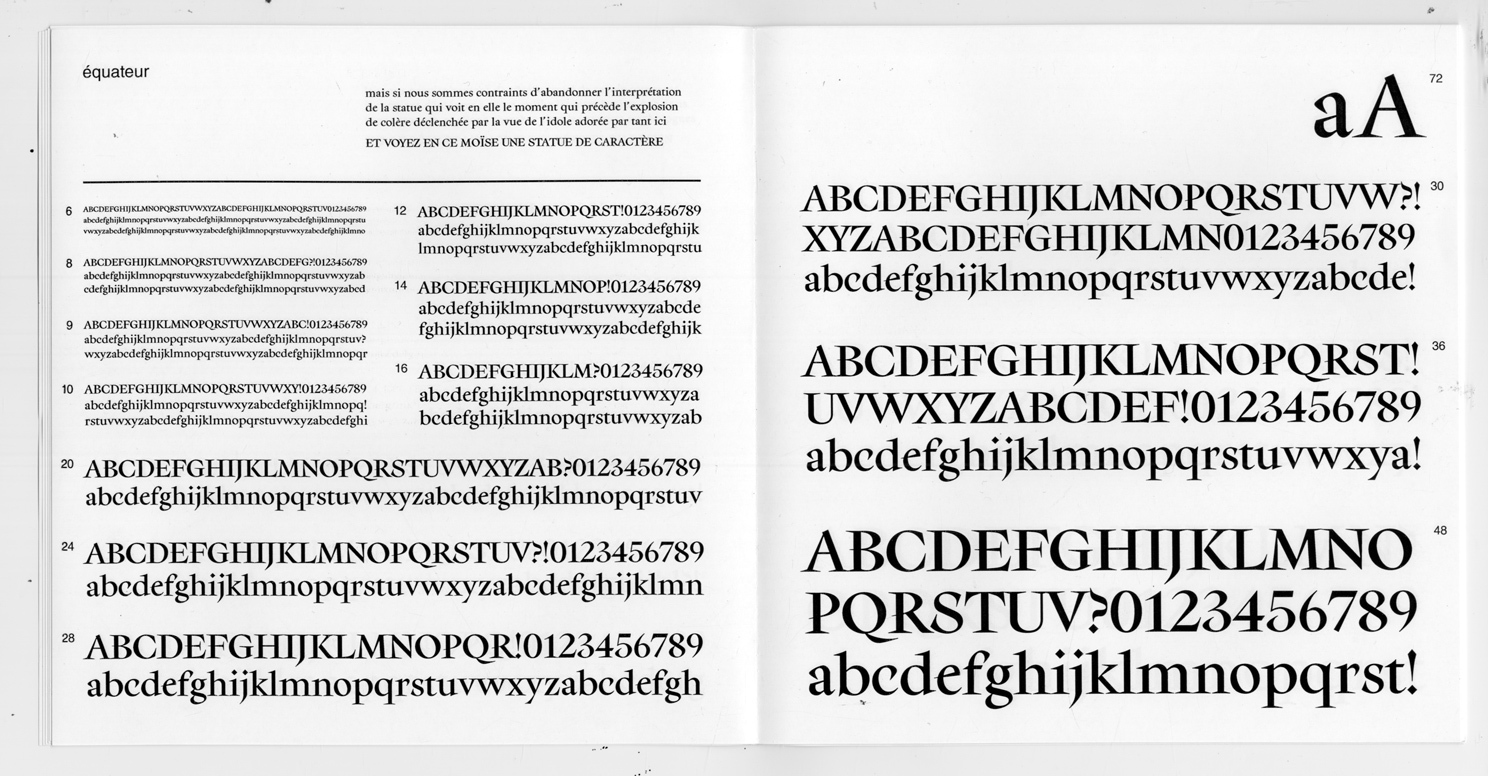 équateur
mais si nous sommes contraints d'abandonner l'interprétation
de la statue qui voit en elle le moment qui précède l'explosion
de colère déclenchée par la vue de l'idole adorée par tant ici
ET VOYEZ EN CE MOÏSE UNE STATUE DE CARACTÈRE
6
ABCDEFGHIJKLMNOPQRSTUVWXYZABCDEFGHIJKLMNOPQRSTUV0123456789
abcdefghijklmnopqrstuvwxyzabcdefghijklmnopqrstuvwxyzabcdefghijklmnopqrstu
vwxyzabcdefghijklmnopqrstuvwxyzabcdefghijklmnopqrstuvwxyzabcdefghijklmno
8
ABCDEFGHIJKLMNOPQRSTUVWXYZABCDEFG?!0123456789
abcdefghijklmnopqrstuvwxyzabcdefghijklmnopqrstuvwxyzab
cdefghijklmnopqrstuvwxyzabcdefghijklmnopqrstuvwxyzabcd
9
ABCDEFGHIJKLMNOPQRSTUVWXYZABC!0123456789
abcdefghijklmnopqrstuvwxyzabcdefghijklmnopqrstuv?
wxyzabcdefghijklmnopqrstuvwxyzabcdefghijklmnopqr
10
ABCDEFGHIJKLMNOPQRSTUVWXY!0123456789
abcdefghijklmnopqrstuvwxyzabcdefghijklmnopq!
rstuvwxyzabcdefghijklmnopqrstuvwxyzabcdefghi
12
ABCDEFGHIJKLMNOPQRST!0123456789
abcdefghijklmnopqrstuvwxyzabcdefghijk
lmnopqrstuvwxyzabcdefghijklmnopqrstu
14
ABCDEFGHIJKLMNOP!0123456789
abcdefghijklmnopqrstuvwxyzabcde
fghijklmnopqrstuvwxyzabcdefghijk
16
ABCDEFGHIJKLM?0123456789
abcdefghijklmnopqrstuvwxyza
bcdefghijklmnopqrstuvwxyzab
20
ABCDEFGHIJKLMNOPQRSTUVWXYZAB?0123456789
abcdefghijklmnopqrstuvwxyzabcdefghijklmnopqrstuv
24
ABCDEFGHIJKLMNOPQRSTUV?!0123456789
abcdefghijklmnopqrstuvwxyzabcdefghijklmn
28
ABCDEFGHIJKLMNOPQR!0123456789
abcdefghijklmnopqrstuvwxyzabcdefgh
aA 72
ABCDEFGHIJKLMNOPQRSTUVW?! 30
XYZABCDEFGHIJKLMN0123456789
abcdefghijklmnopqrstuvwxyzabcde!
ABCDEFGHIJKLMNOPQRST! 36
UVWXYZABCDEF!0123456789
abcdefghijklmnopqrstuvwxya!
ABCDEFGHIJKLMNO 48
PQRSTUV?0123456789
abcdefghijklmnopqrst!